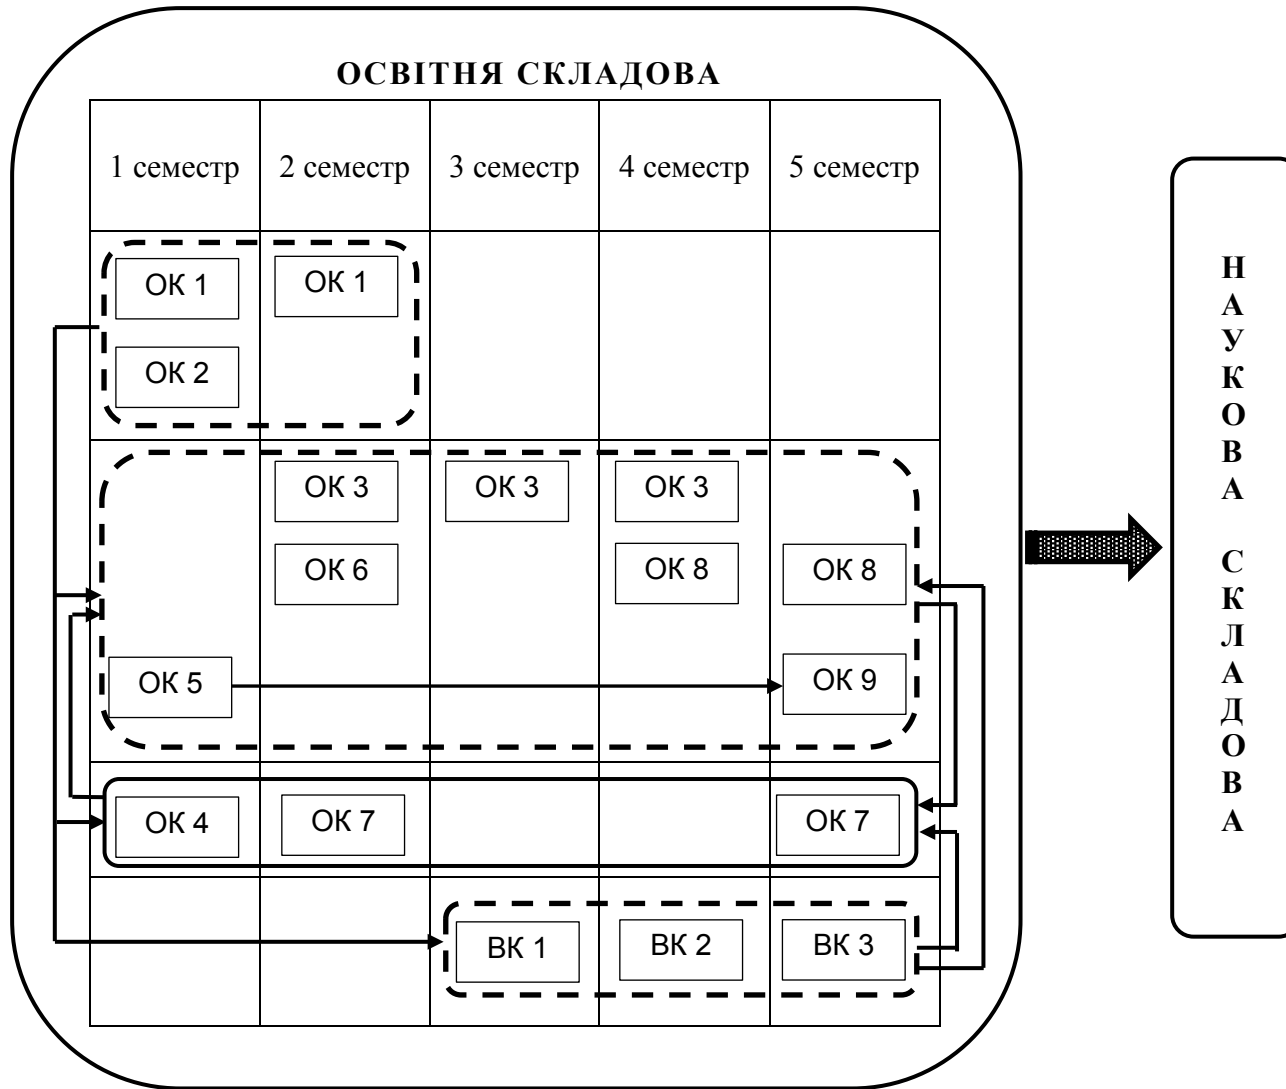 ОСВІТНЯ СКЛАДОВА
1 семестр 2 семестр 3 семестр 4 семестр 5 семестр
ОК 1 ОК 1
ОК 2
ОК 3 ОК 3 ОК 3
ОК 6 ОК 8 ОК 8
ОК 5 ОК 9
ОК 4 ОК 7 ОК 7
ВК 1 ВК 2 ВК 3
НАУКОВА СКЛАДОВА